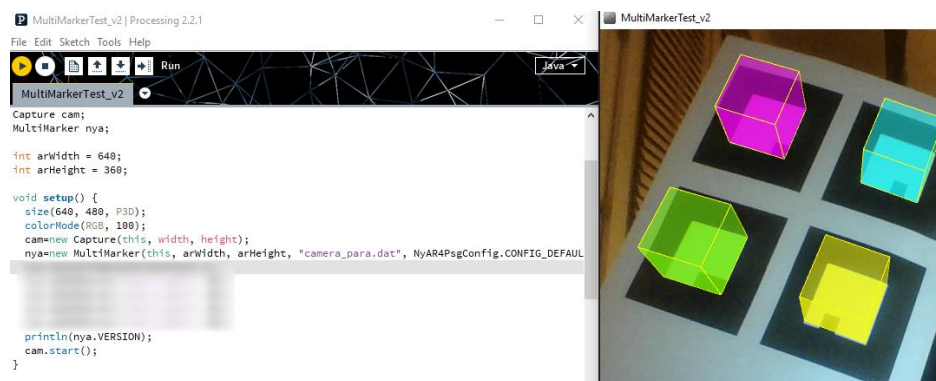 MultiMarkerTest_v2 | Processing 2.2.1
File Edit Sketch Tools Help
Run
Java
MultiMarkerTest_v2
Capture cam;
MultiMarker nya;
int arWidth = 640;
int arHeight = 360;
void setup() {
size(640, 480, P3D);
colorMode(RGB, 100);
cam=new Capture(this, width, height);
nya=new MultiMarker(this, arWidth, arHeight, "camera_para.dat", NyAR4PsgConfig.CONFIG_DEFAUL
println(nya.VERSION);
cam.start();
}
MultiMarkerTest_v2